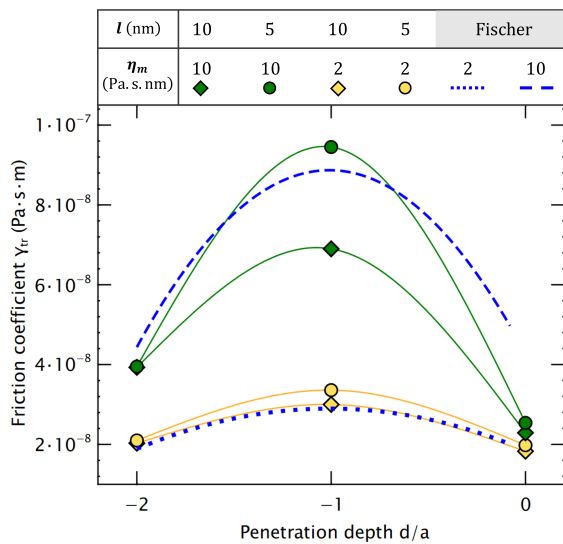 l (nm) 10 5 10 5 Fischer
ηm 10 10 2 2 2 10
(Pa.s.nm)
1·10⁻⁷
8·10⁻⁸
6·10⁻⁸
4·10⁻⁸
2·10⁻⁸
Friction coefficient γtr (Pa·s·m)
−2 −1 0
Penetration depth d/a